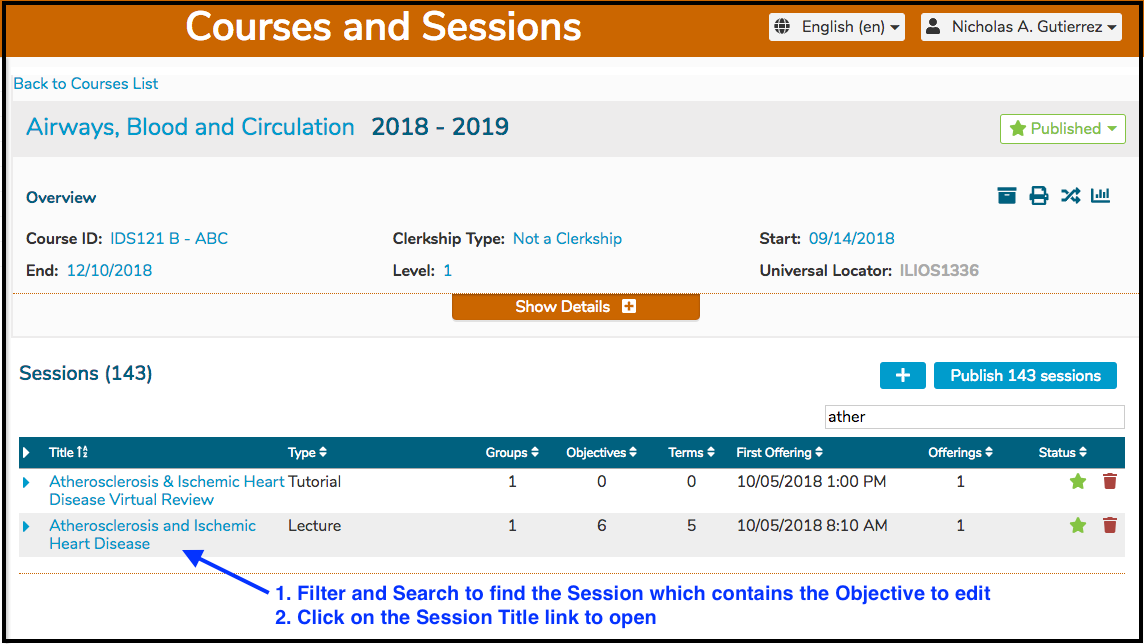 Courses and Sessions English (en) Nicholas A. Gutierrez
Back to Courses List
Airways, Blood and Circulation 2018 - 2019 Published
Overview
Course ID: IDS121 B - ABC Clerkship Type: Not a Clerkship Start: 09/14/2018
End: 12/10/2018 Level: 1 Universal Locator: ILIOS1336
Show Details
Sessions (143) + Publish 143 sessions
ather
Title Type Groups Objectives Terms First Offering Offerings Status
Atherosclerosis & Ischemic Heart Tutorial 1 0 0 10/05/2018 1:00 PM 1
Disease Virtual Review
Atherosclerosis and Ischemic Lecture 1 6 5 10/05/2018 8:10 AM 1
Heart Disease
1. Filter and Search to find the Session which contains the Objective to edit
2. Click on the Session Title link to open